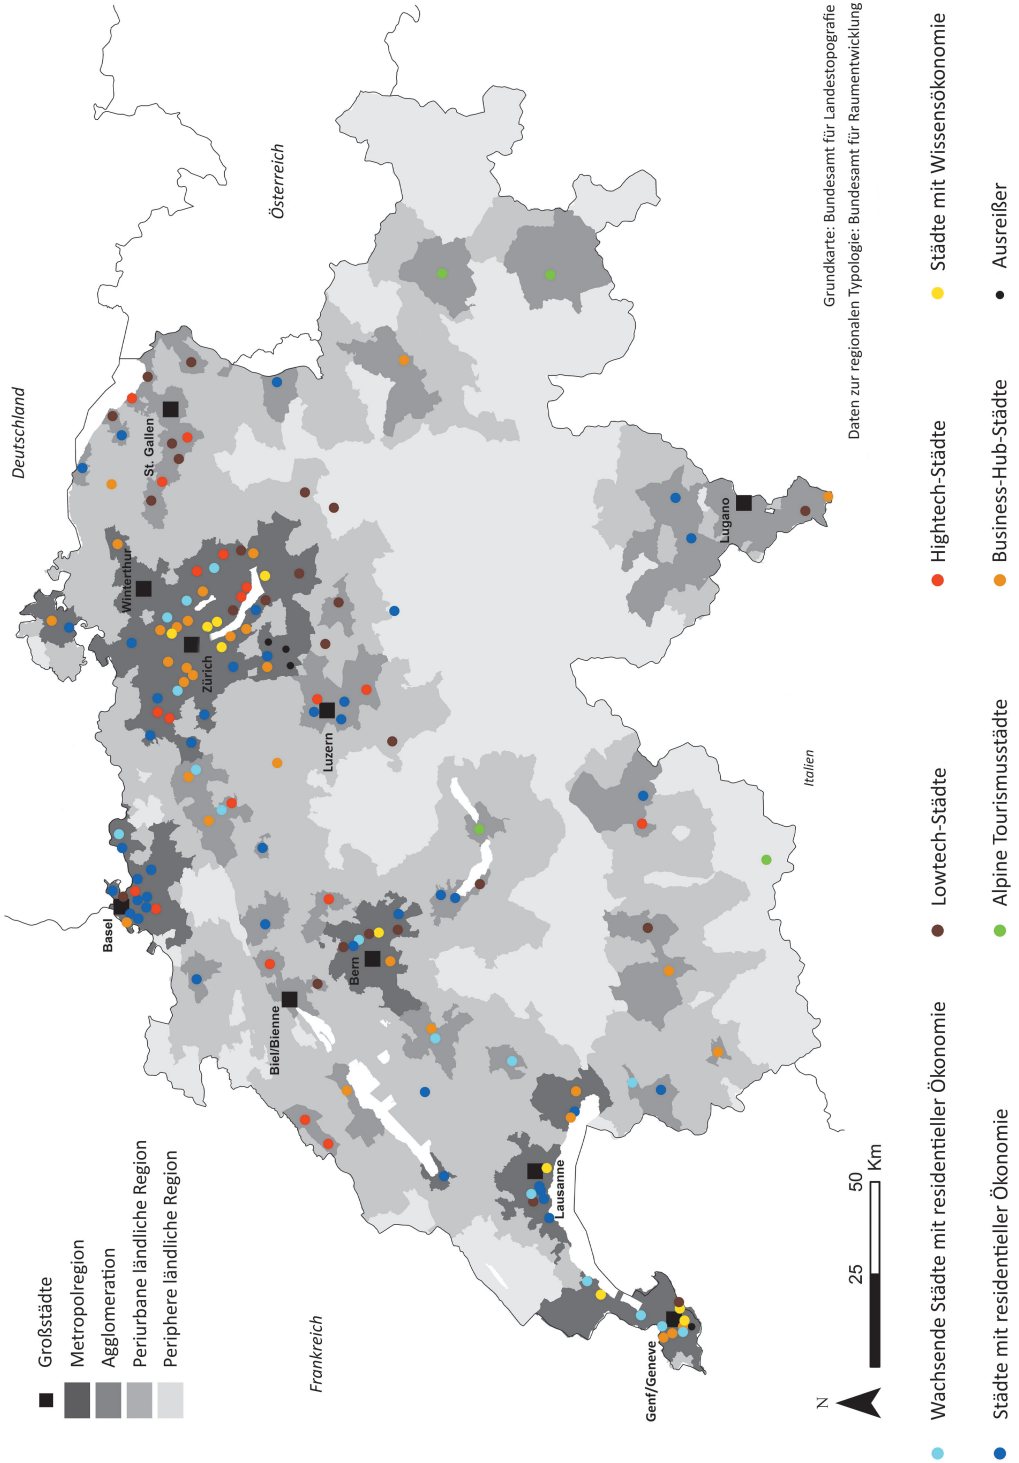 Großstädte
Metropolregion
Agglomeration
Periurbane ländliche Region
Periphere ländliche Region
Deutschland
Österreich
Frankreich
Italien
Basel
Winterthur
St. Gallen
Zürich
Luzern
Biel/Bienne
Bern
Lausanne
Genf/Geneve
Lugano
N
25
50
Km
Grundkarte: Bundesamt für Landestopografie
Daten zur regionalen Typologie: Bundesamt für Raumentwicklung
Wachsende Städte mit residentieller Ökonomie
Lowtech-Städte
Hightech-Städte
Städte mit Wissensökonomie
Städte mit residentieller Ökonomie
Alpine Tourismusstädte
Business-Hub-Städte
Ausreißer